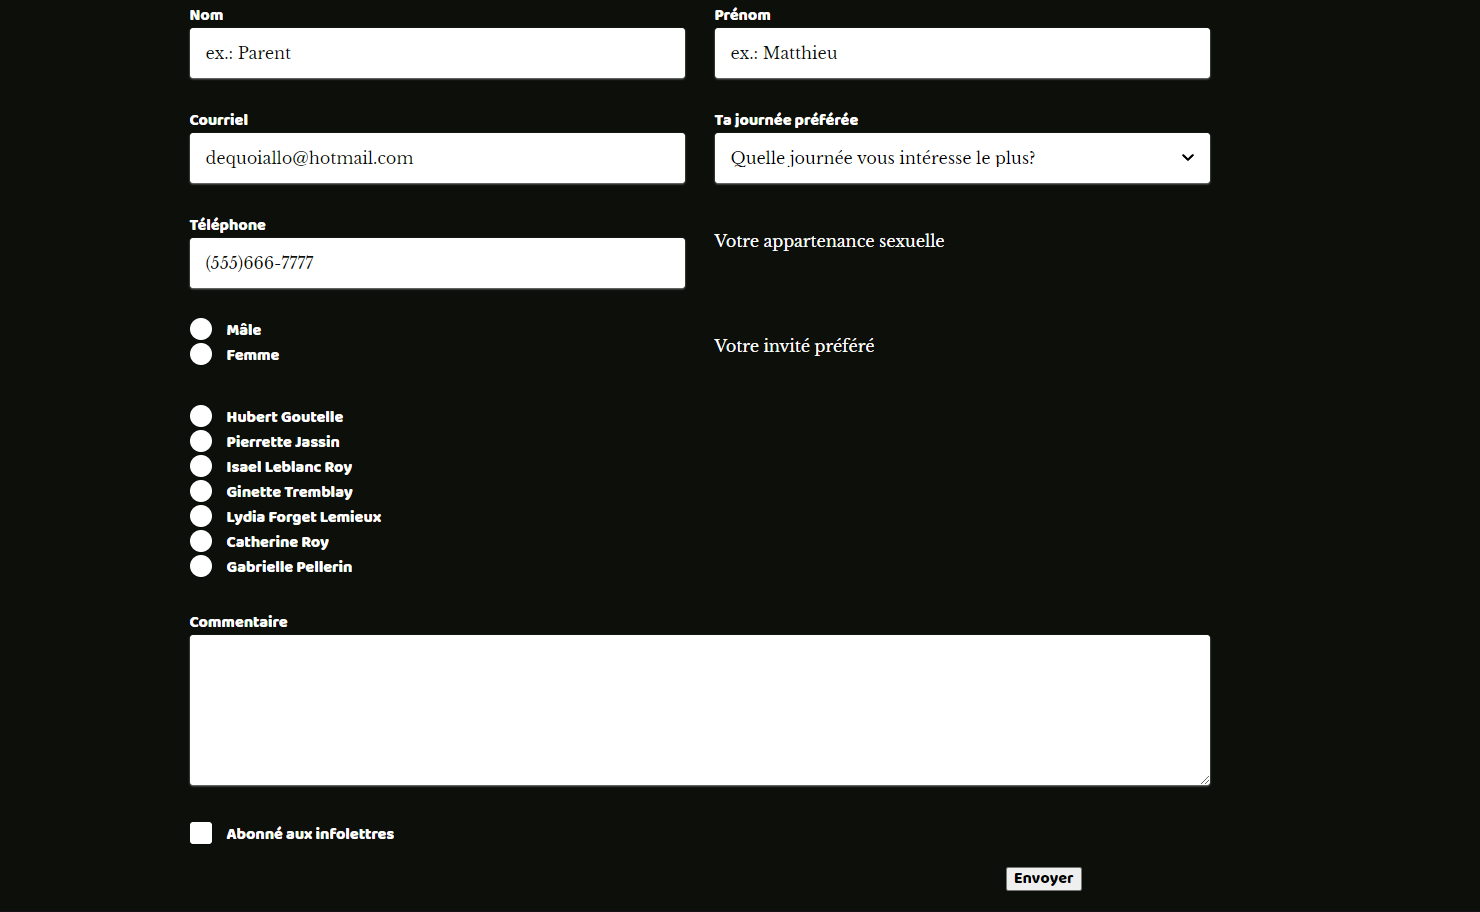 Nom
Prénom
ex.: Parent
ex.: Matthieu
Courriel
Ta journée préférée
dequoiallo@hotmail.com
Quelle journée vous intéresse le plus?
Téléphone
Votre appartenance sexuelle
(555)666-7777
Mâle
Femme
Votre invité préféré
Hubert Goutelle
Pierrette Jassin
Isael Leblanc Roy
Ginette Tremblay
Lydia Forget Lemieux
Catherine Roy
Gabrielle Pellerin
Commentaire
Abonné aux infolettres
Envoyer